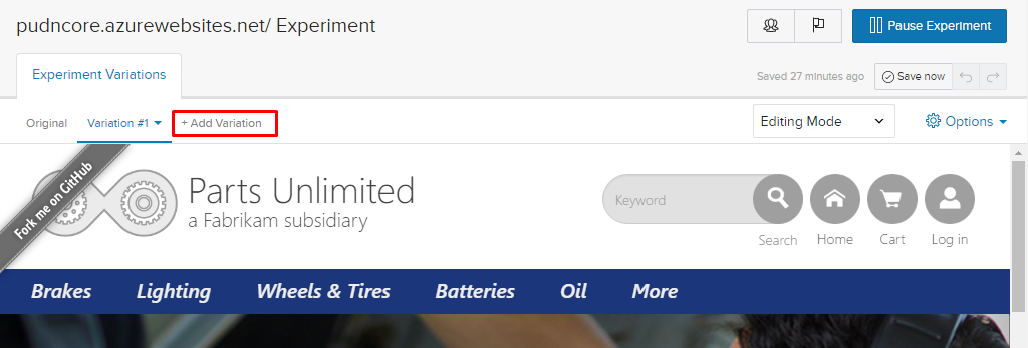 pudncore.azurewebsites.net/ Experiment
Pause Experiment
Experiment Variations
Saved 27 minutes ago
Save now
Original
Variation #1
+ Add Variation
Editing Mode
Options
Fork me on GitHub
Parts Unlimited
a Fabrikam subsidiary
Keyword
Search
Home
Cart
Log in
Brakes Lighting Wheels & Tires Batteries Oil More